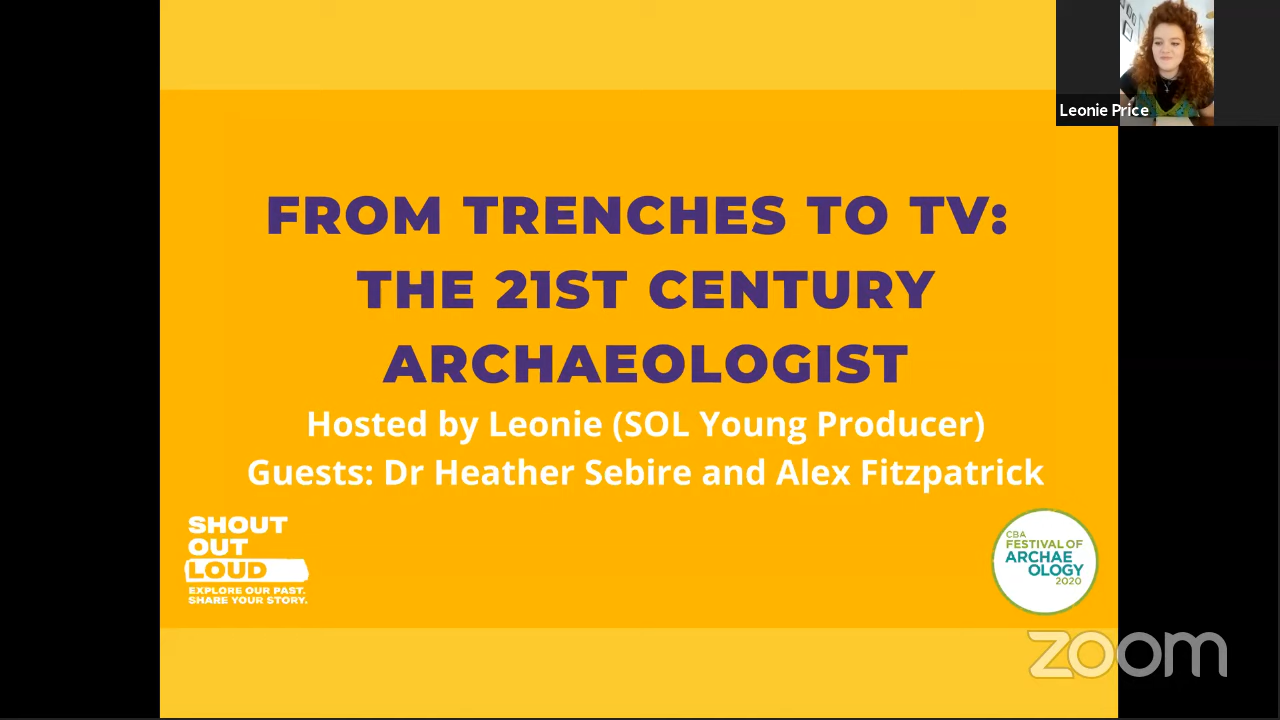 Leonie Price
FROM TRENCHES TO TV:
THE 21ST CENTURY
ARCHAEOLOGIST
Hosted by Leonie (SOL Young Producer)
Guests: Dr Heather Sebire and Alex Fitzpatrick
SHOUT
OUT
LOUD
EXPLORE OUR PAST.
SHARE YOUR STORY.
CBA
FESTIVAL OF
ARCHAE
OLOGY
2020
zoom